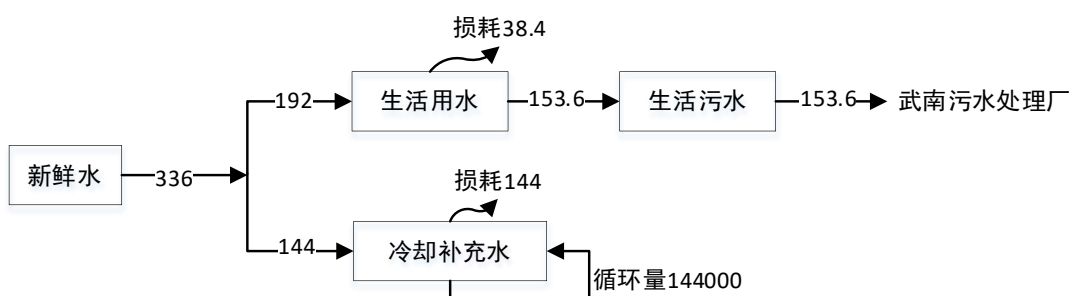 损耗38.4
192
生活用水
153.6
生活污水
153.6
武南污水处理厂
新鲜水
336
损耗144
144
冷却补充水
循环量144000